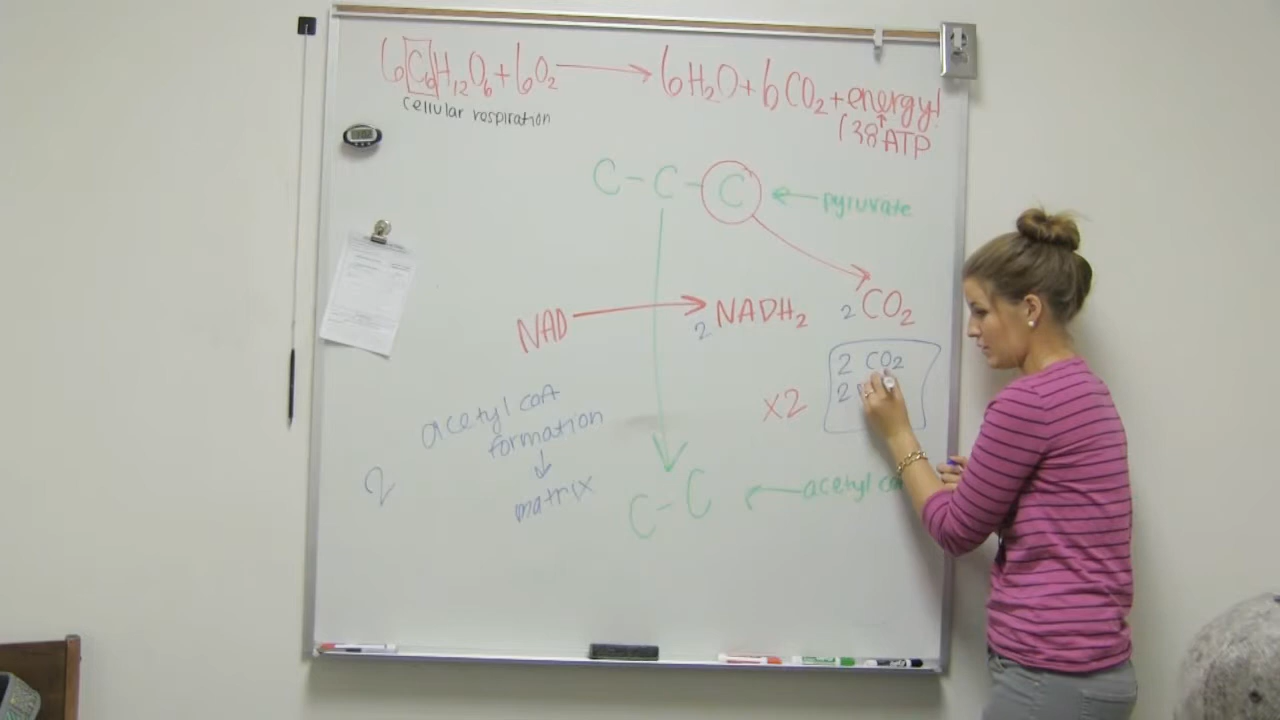 6C6H12O6+6O2 → 6H2O+6CO2+energy!
cellular respiration
(38 ATP
C-C-C ← pyruvate
NAD → 2 NADH2
2 CO2
2 CO2
2
x2
acetyl coA
formation
↓
matrix
2
C-C ← acetyl co